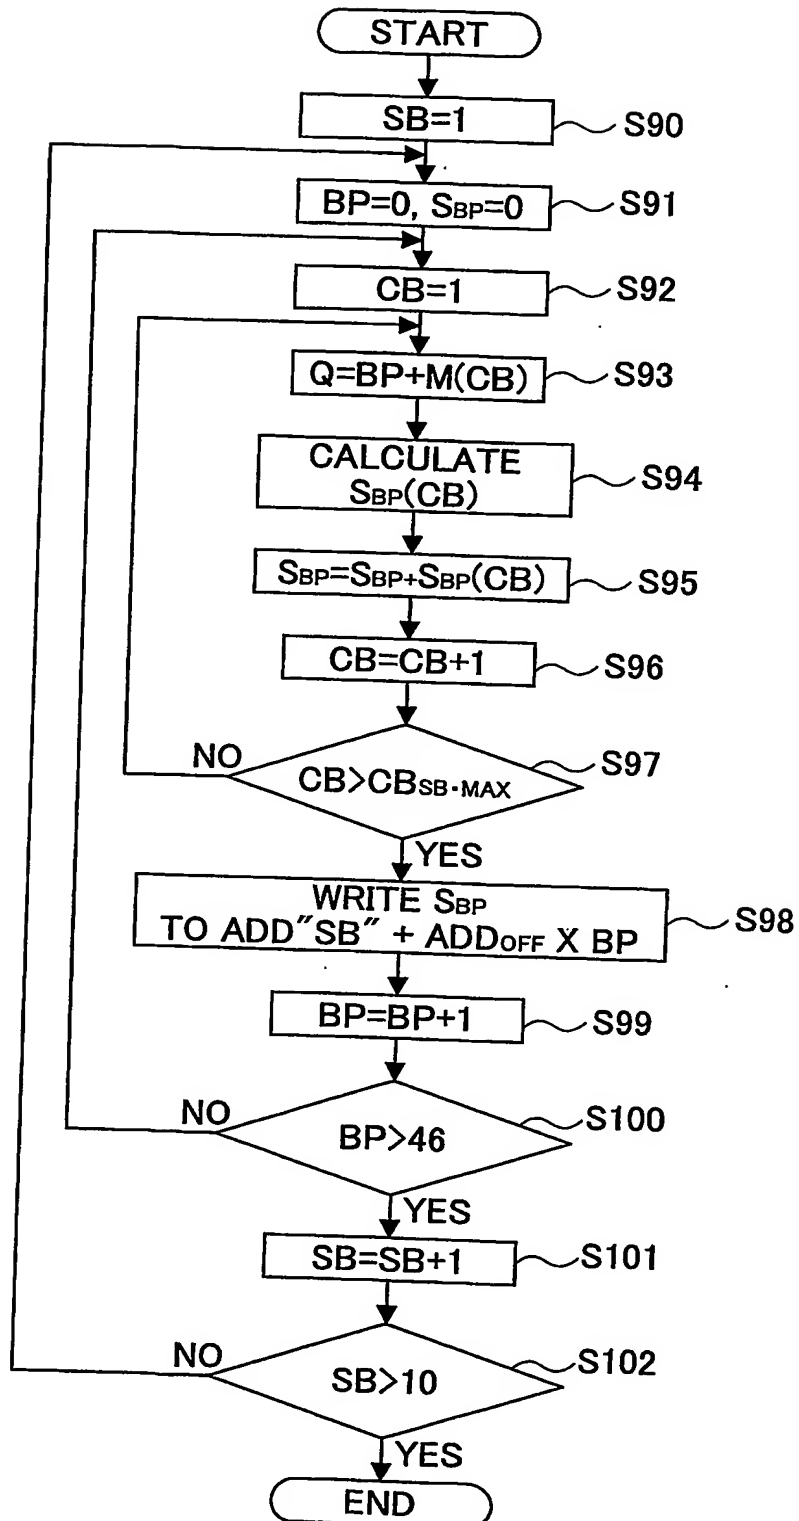 START
SB=1
S90
BP=0, SBP=0
S91
CB=1
S92
Q=BP+M(CB)
S93
CALCULATE
SBP(CB)
S94
SBP=SBP+SBP(CB)
S95
CB=CB+1
S96
NO
CB>CBSB·MAX
S97
YES
WRITE SBP
TO ADD"SB" + ADDOFF X BP
S98
BP=BP+1
S99
NO
BP>46
S100
YES
SB=SB+1
S101
NO
SB>10
S102
YES
END